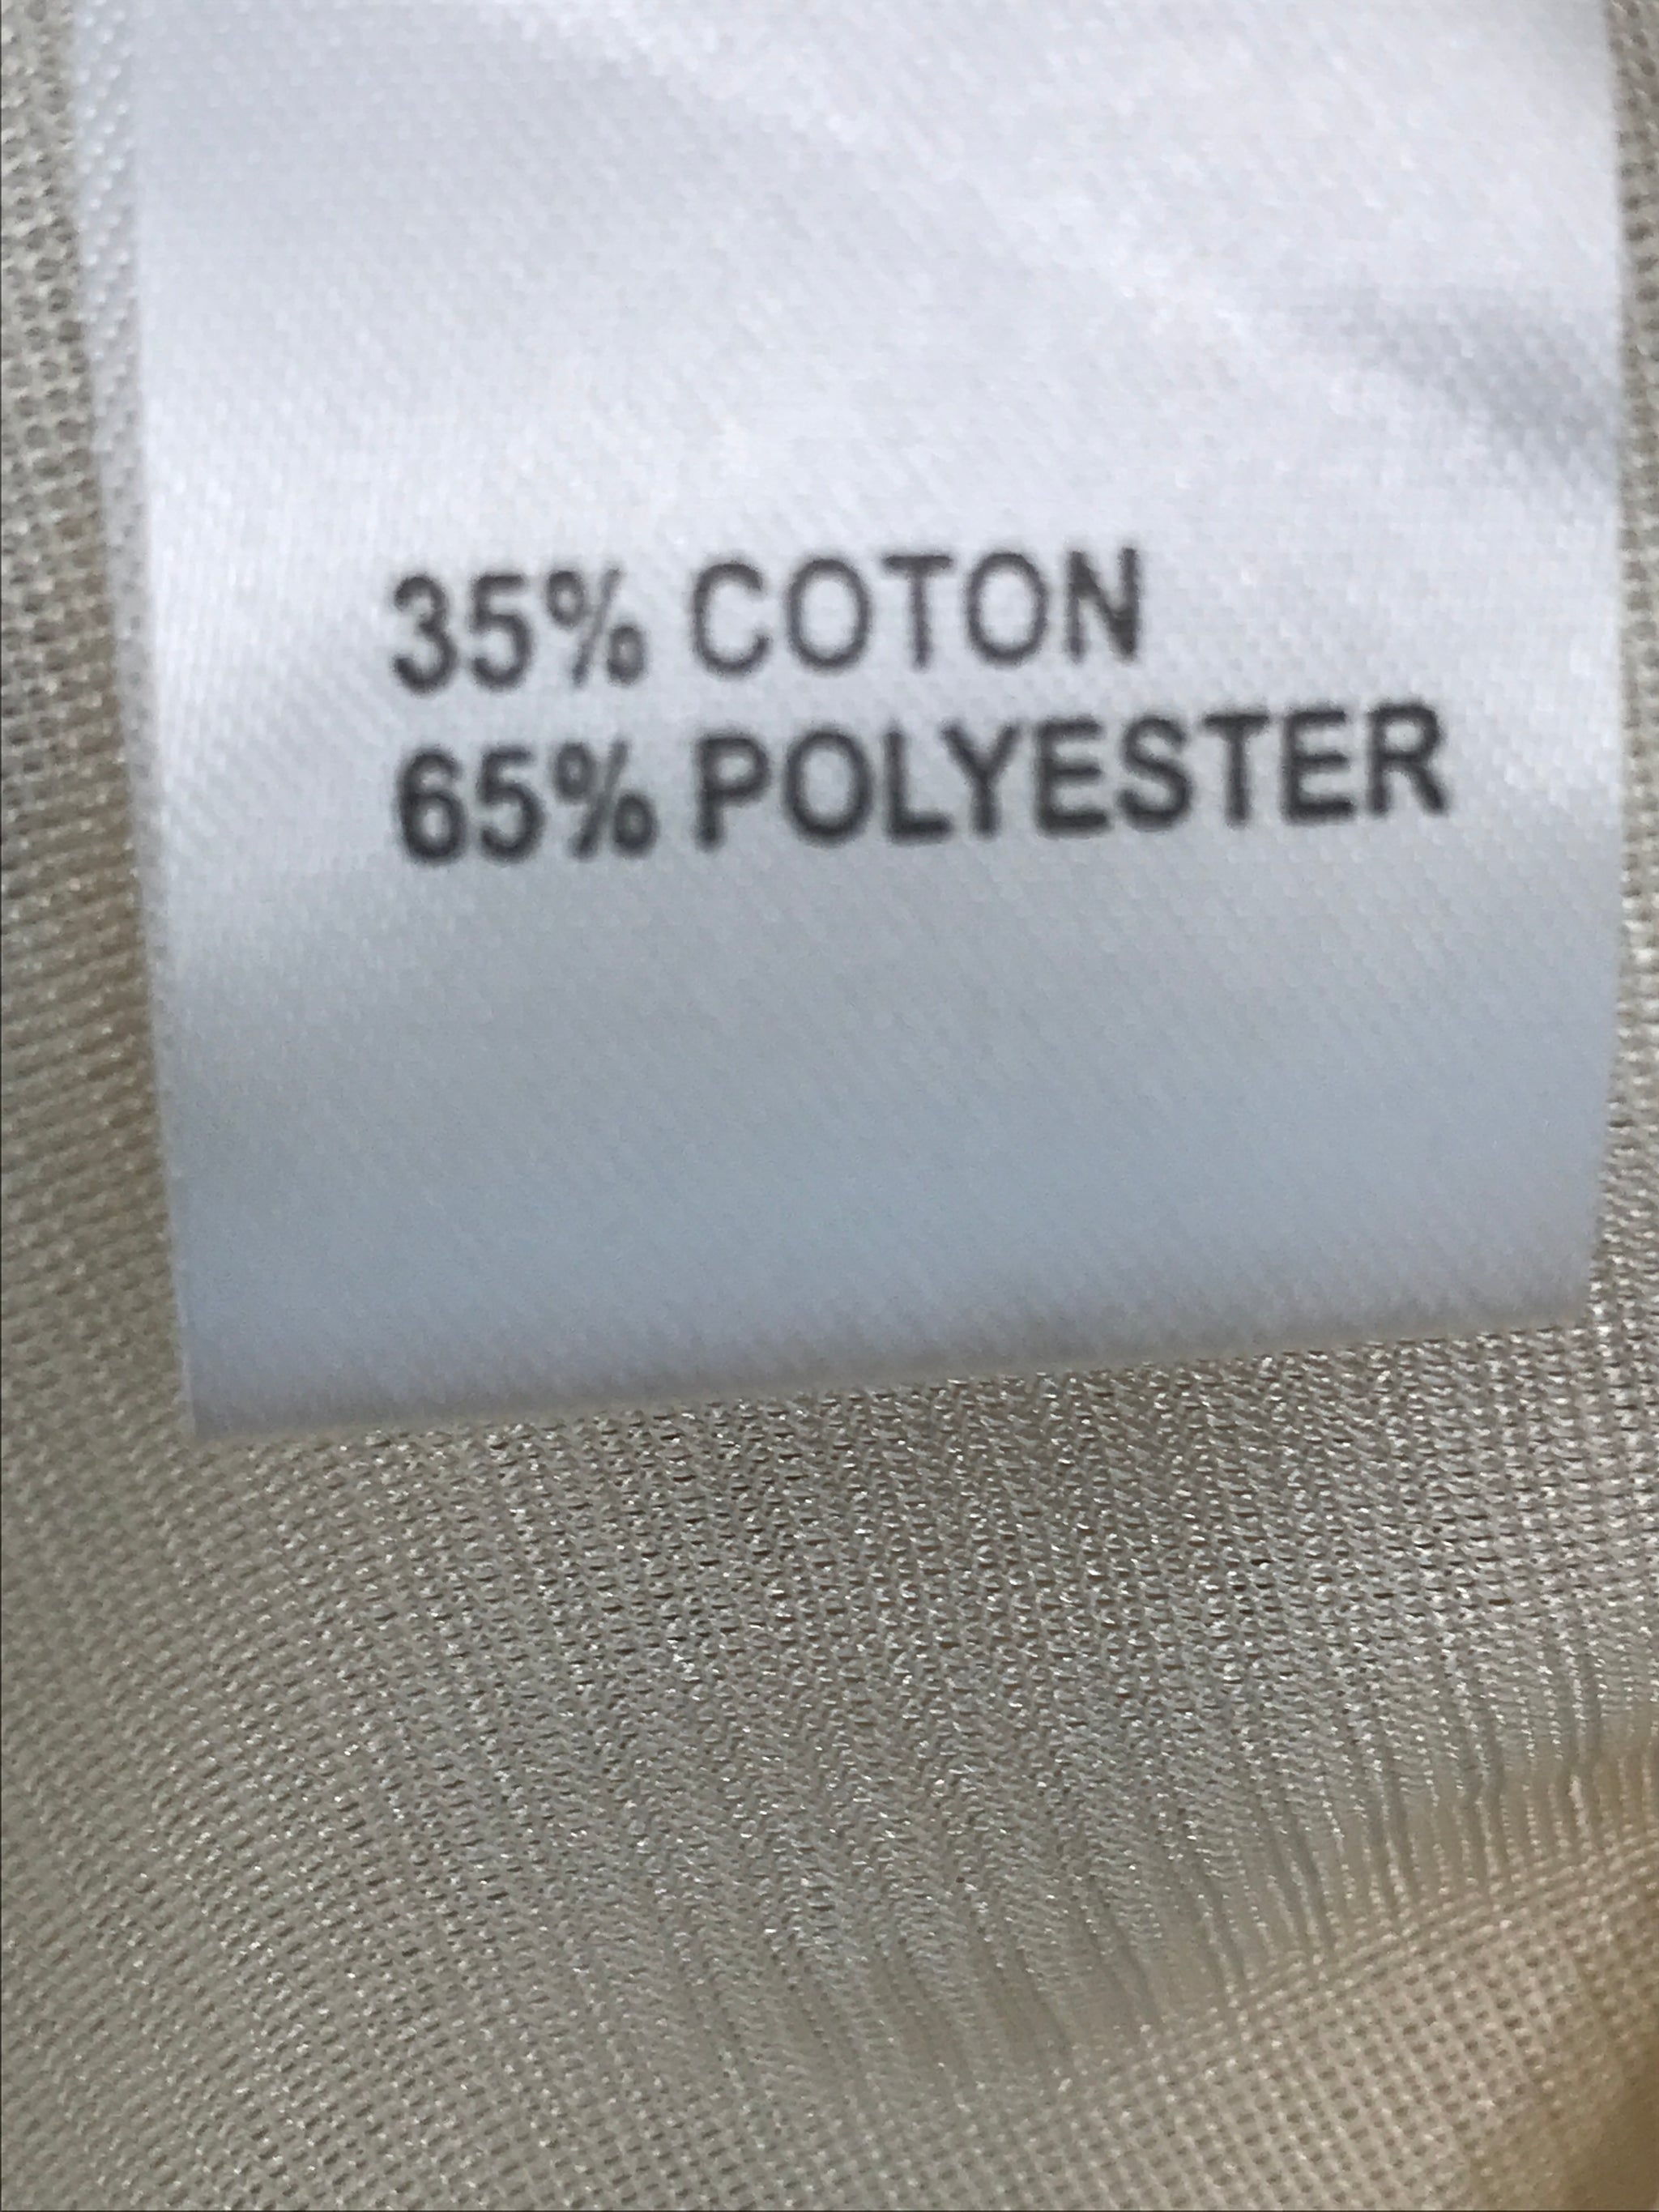 35% COTON
65% POLYESTER